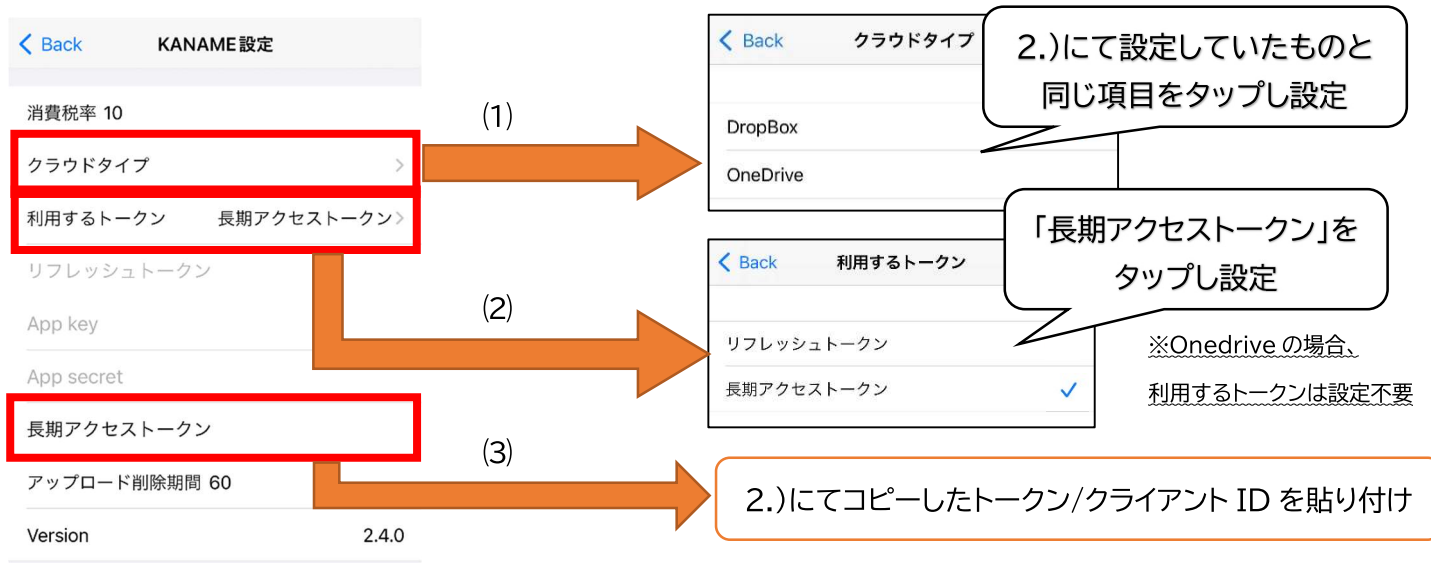 Back KANAME設定
消費税率 10
クラウドタイプ
利用するトークン 長期アクセストークン
リフレッシュトークン
App key
App secret
長期アクセストークン
アップロード削除期間 60
Version 2.4.0
(1)
Back クラウドタイプ
DropBox
OneDrive
2.)にて設定していたものと
同じ項目をタップし設定
(2)
Back 利用するトークン
リフレッシュトークン
長期アクセストークン
「長期アクセストークン」を
タップし設定
※Onedrive の場合、
利用するトークンは設定不要
(3)
2.)にてコピーしたトークン/クライアント ID を貼り付け